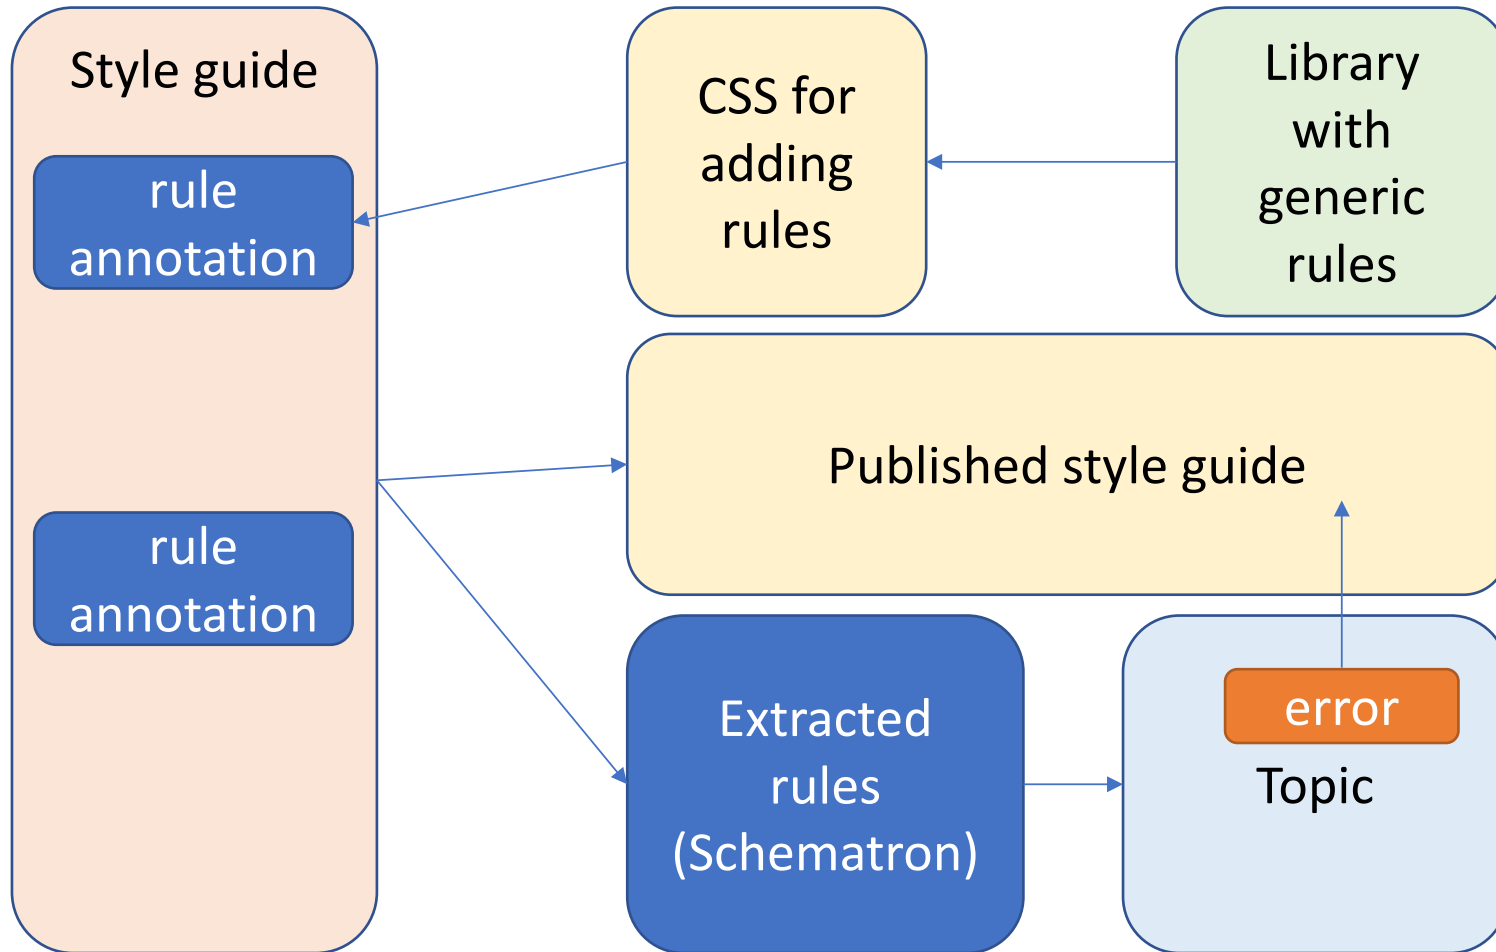 Style guide
rule
annotation
rule
annotation
CSS for
adding
rules
Library
with
generic
rules
Published style guide
Extracted
rules
(Schematron)
error
Topic